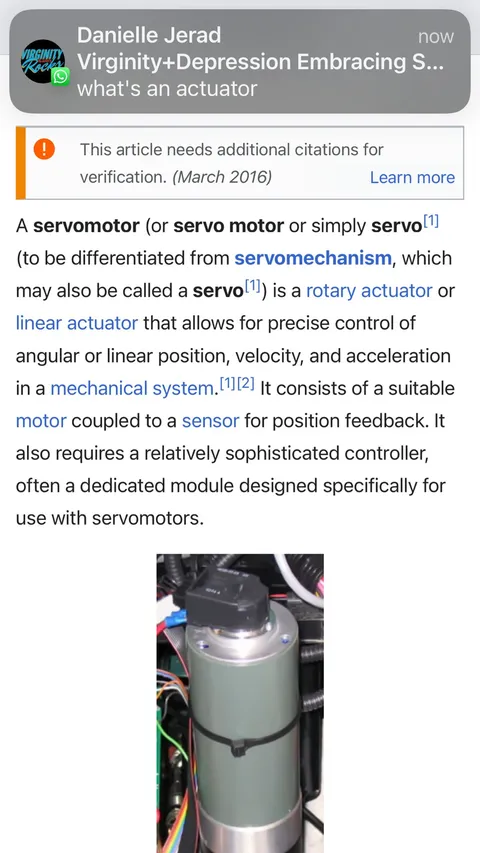 VIRGINITY
Rocks
Danielle Jerad
now
Virginity+Depression Embracing S...
what's an actuator
This article needs additional citations for
verification. (March 2016)
Learn more
A servomotor (or servo motor or simply servo[1]
(to be differentiated from servomechanism, which
may also be called a servo[1]) is a rotary actuator or
linear actuator that allows for precise control of
angular or linear position, velocity, and acceleration
in a mechanical system.[1][2] It consists of a suitable
motor coupled to a sensor for position feedback. It
also requires a relatively sophisticated controller,
often a dedicated module designed specifically for
use with servomotors.